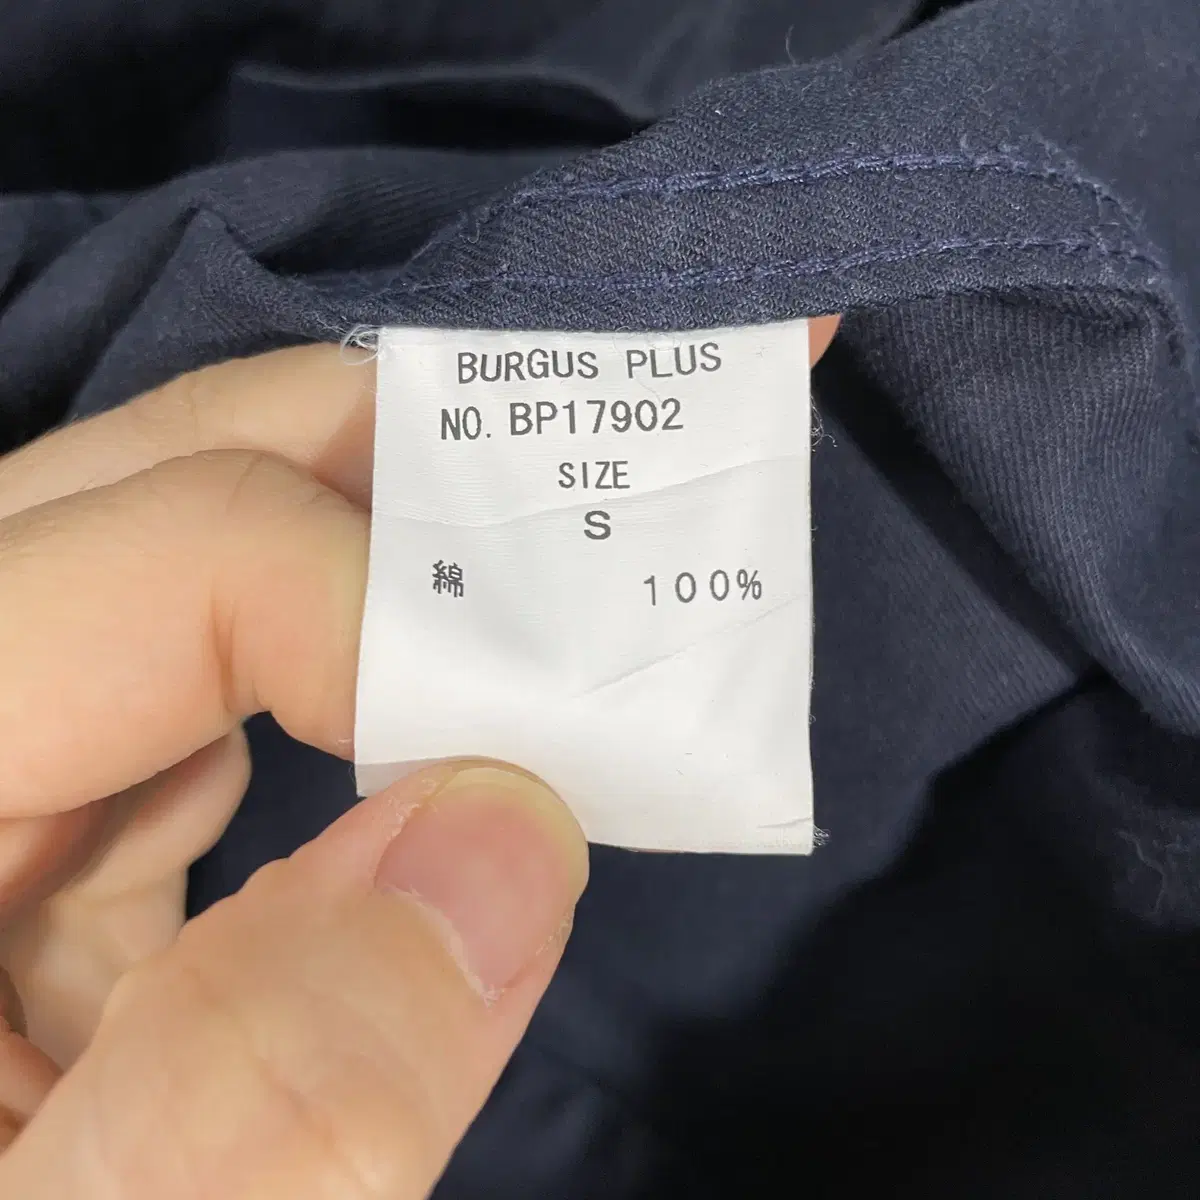 BURGUS PLUS
NO. BP17902
SIZE
S
綿 100%